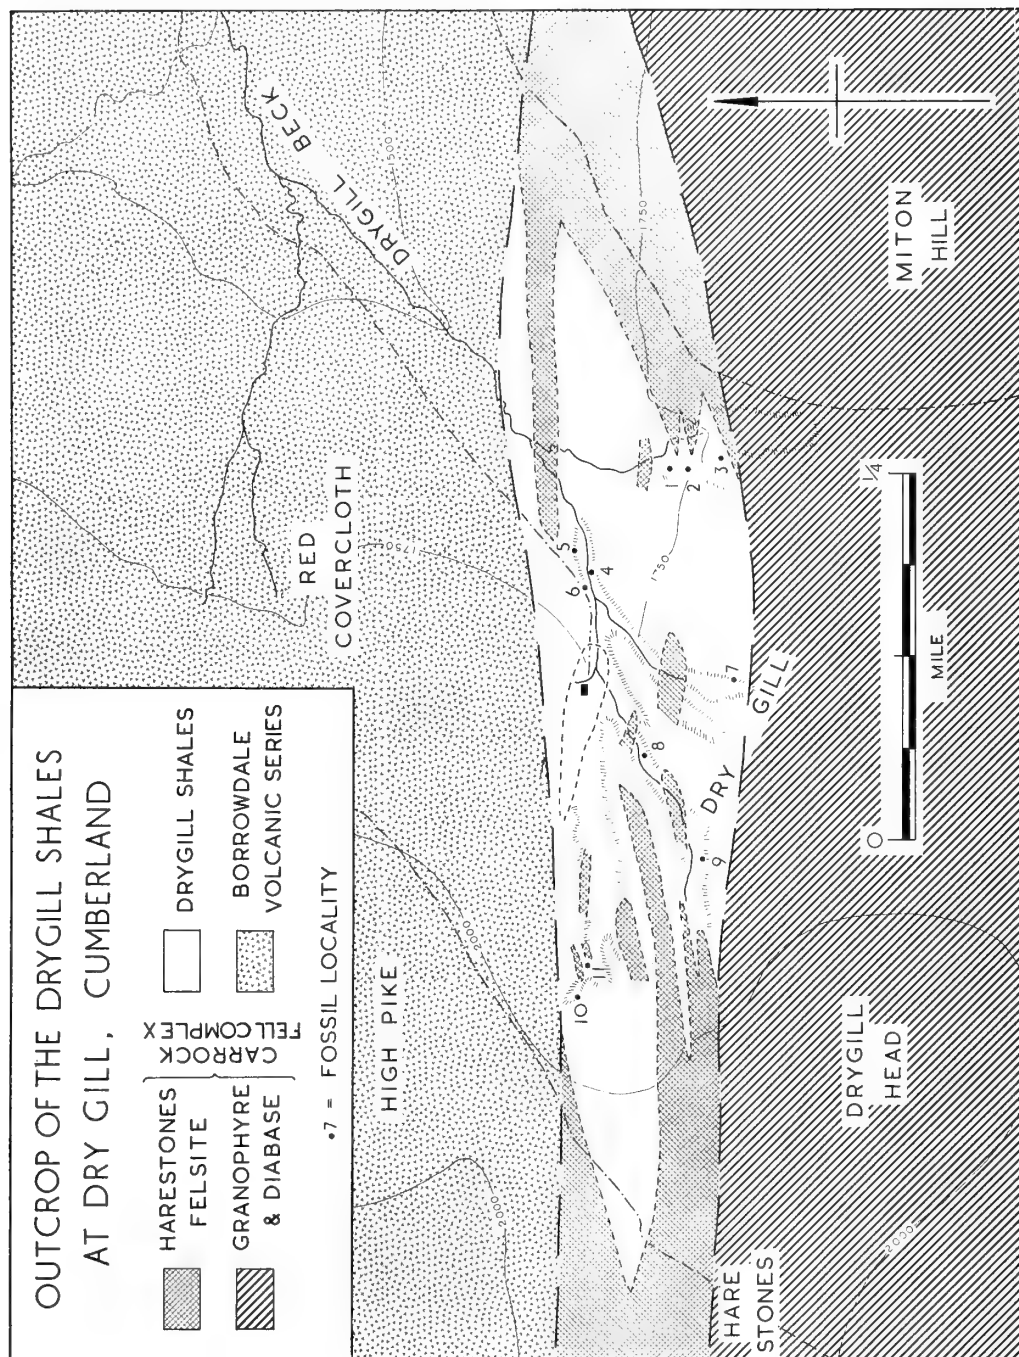 OUTCROP OF THE DRYGILL SHALES
AT DRY GILL, CUMBERLAND
HARESTONES
FELSITE
GRANOPHYRE
& DIABASE
CARROCK
FELL COMPLEX
DRYGILL SHALES
BORROWDALE
VOLCANIC SERIES
•7 = FOSSIL LOCALITY
HIGH PIKE
RED
COVERCLOTH
DRYGILL BECK
2000
2000
1750
1500
750
1750
2000
10
11
9
8
7
6
5
4
1
2
3
DRY GILL
HARE
STONES
DRYGILL
HEAD
MITON
HILL
0
1/4
MILE